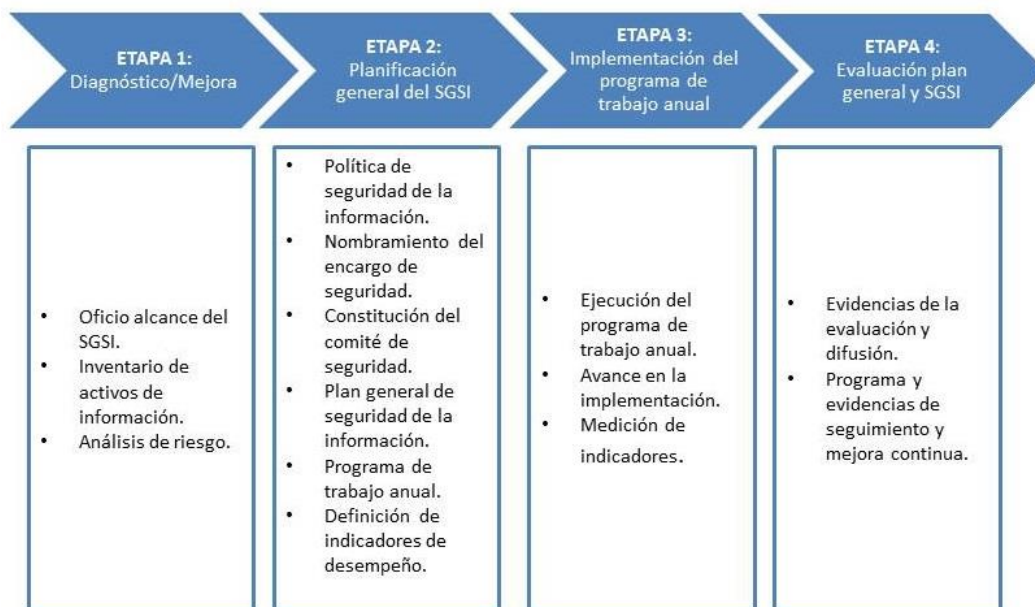 ETAPA 1:
Diagnóstico/Mejora
ETAPA 2:
Planificación
general del SGSI
ETAPA 3:
Implementación del
programa de
trabajo anual
ETAPA 4:
Evaluación plan
general y SGSI
• Oficio alcance del
SGSI.
• Inventario de
activos de
información.
• Análisis de riesgo.
• Política de
seguridad de la
información.
• Nombramiento del
encargo de
seguridad.
• Constitución del
comité de
seguridad.
• Plan general de
seguridad de la
información.
• Programa de
trabajo anual.
• Definición de
indicadores de
desempeño.
• Ejecución del
programa de
trabajo anual.
• Avance en la
implementación.
• Medición de
indicadores.
• Evidencias de la
evaluación y
difusión.
• Programa y
evidencias de
seguimiento y
mejora continua.